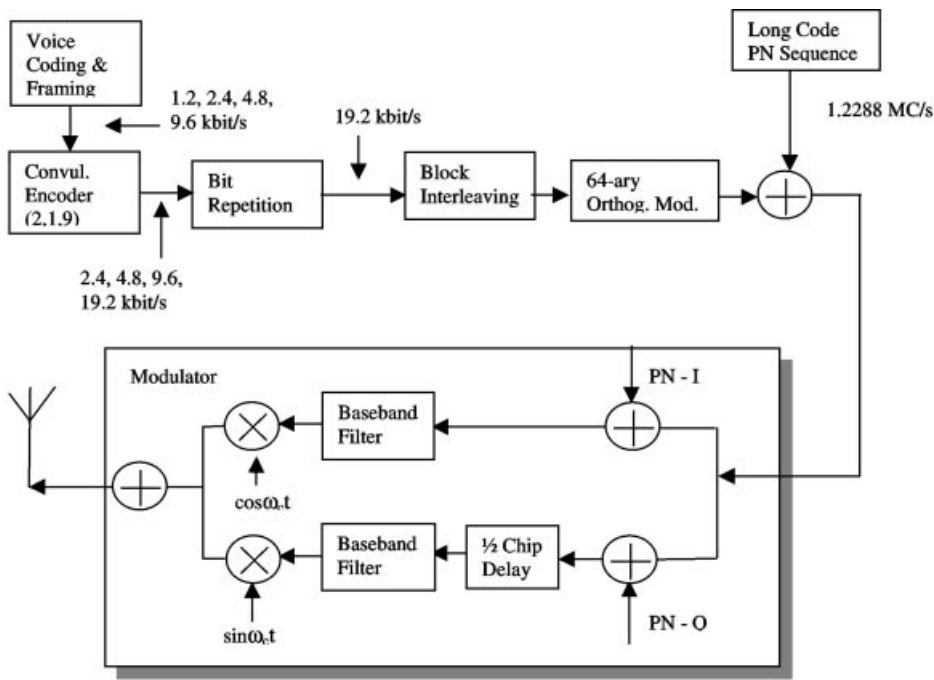 Voice
Coding &
Framing
Long Code
PN Sequence
1.2, 2.4, 4.8,
9.6 kbit/s
19.2 kbit/s
1.2288 MC/s
Convul.
Encoder
(2,1,9)
Bit
Repetition
Block
Interleaving
64-ary
Orthog. Mod.
2.4, 4.8, 9.6,
19.2 kbit/s
Modulator
PN - I
Baseband
Filter
cosω꜀t
Baseband
Filter
½ Chip
Delay
sinω꜀t
PN - Q